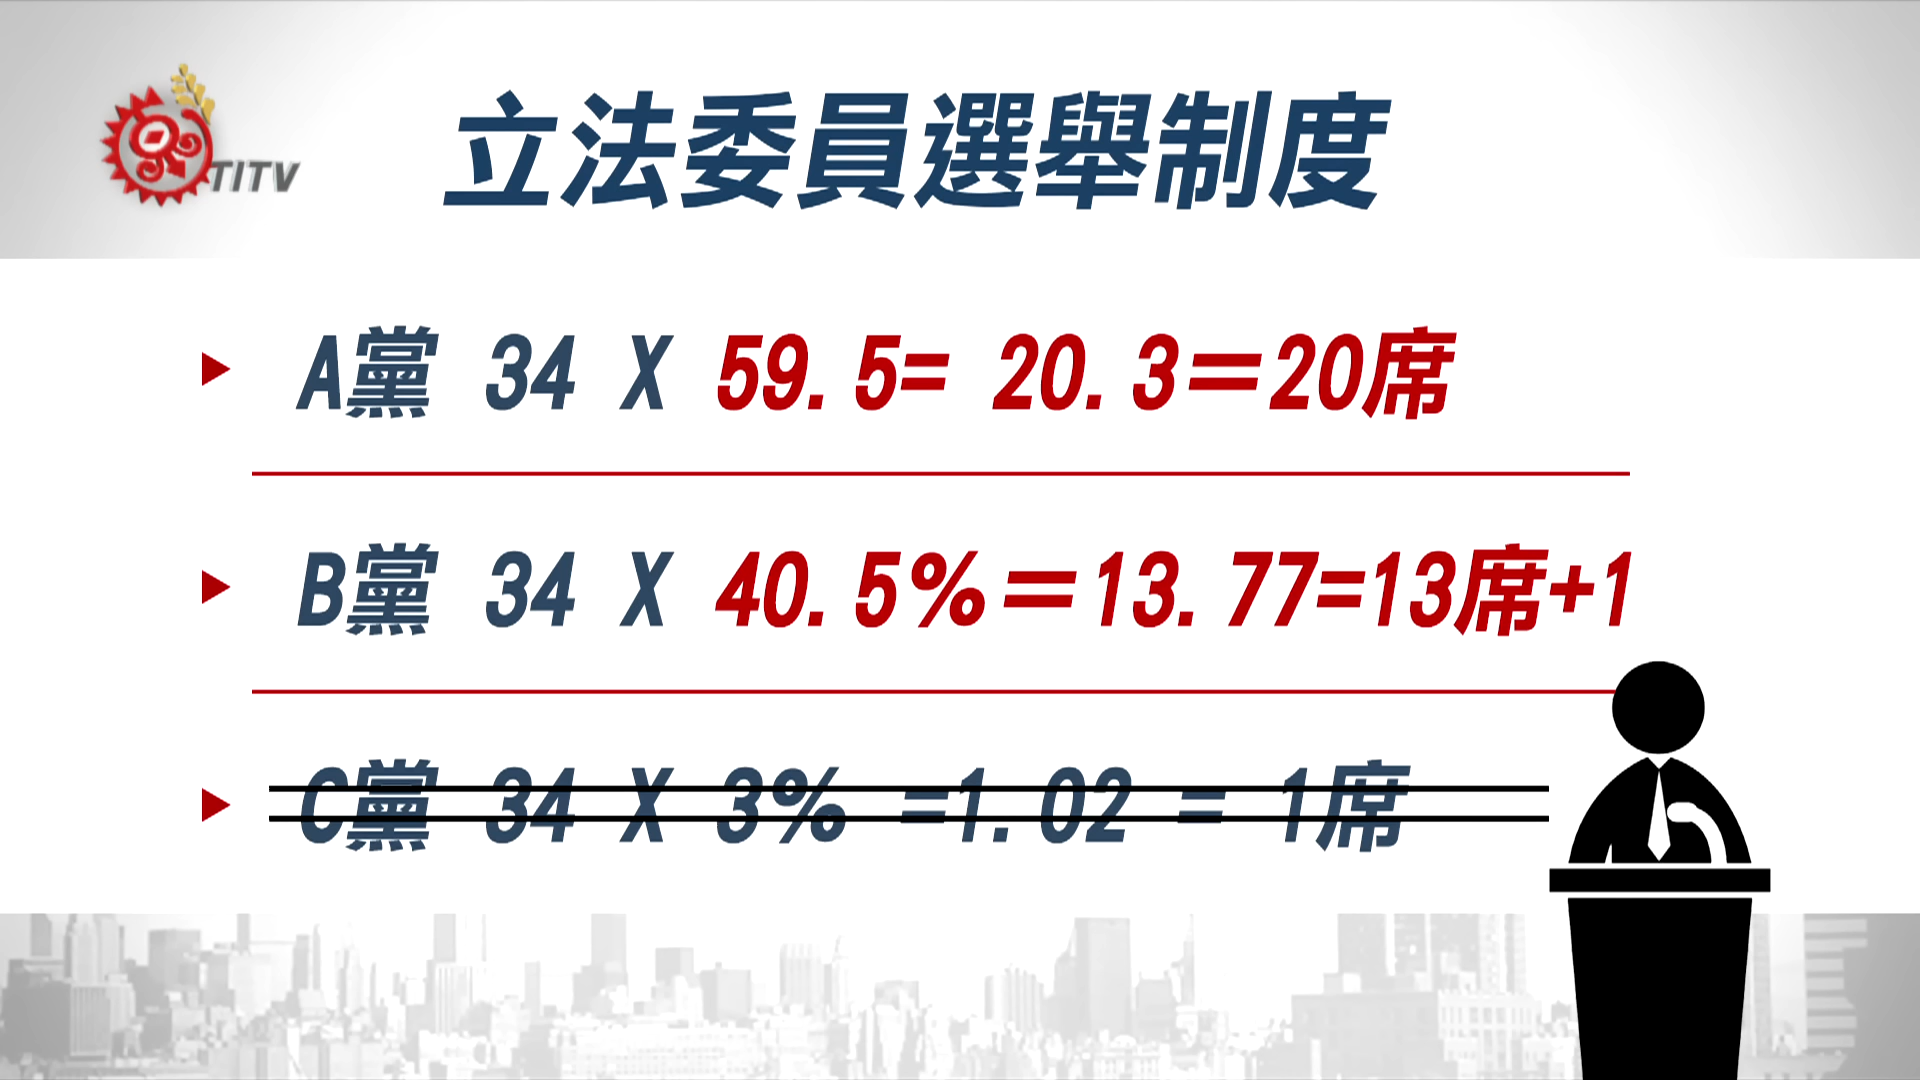 TITV
立法委員選舉制度
A黨 34 X 59.5= 20.3=20席
B黨 34 X 40.5%=13.77=13席+1
C黨 34 X 3% =1.02 = 1席